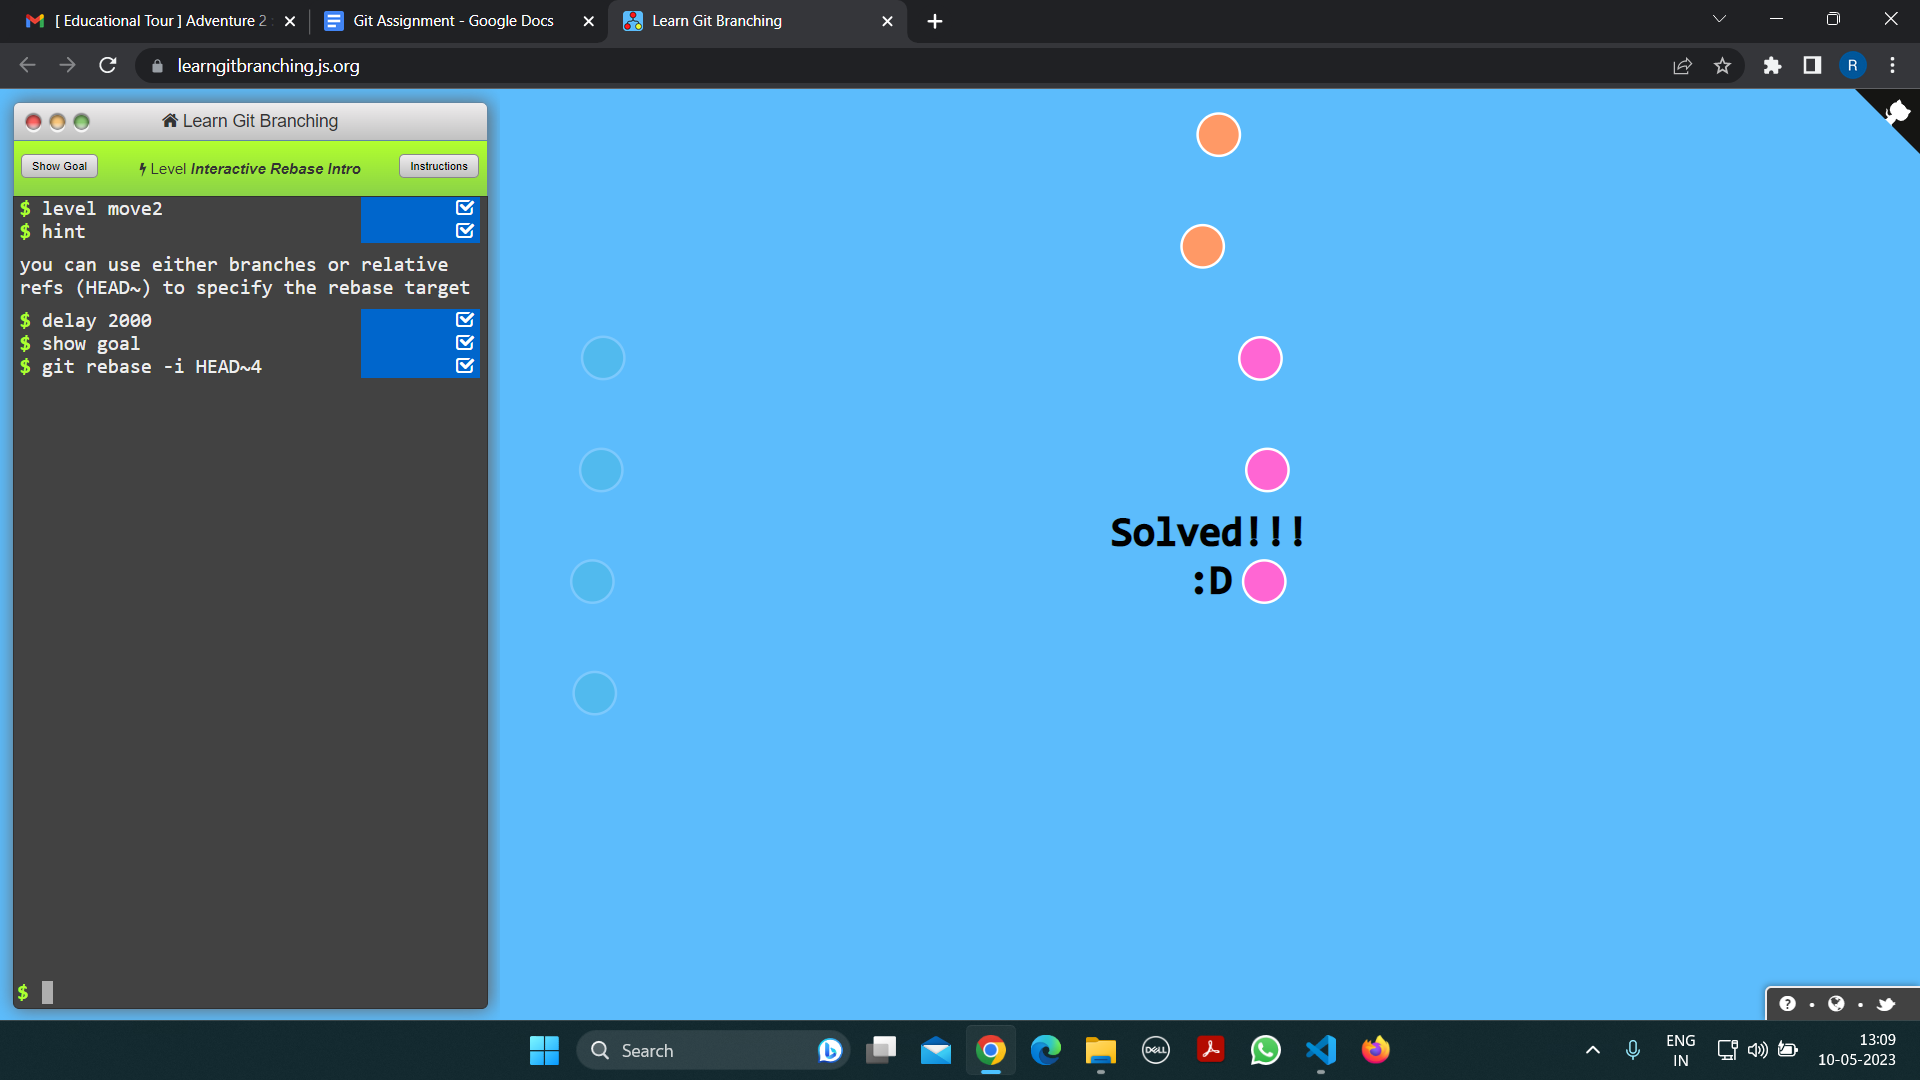 [ Educational Tour ] Adventure 2
Git Assignment - Google Docs
Learn Git Branching
learngitbranching.js.org
R
Learn Git Branching
Show Goal
Level Interactive Rebase Intro
Instructions
$ level move2
$ hint
you can use either branches or relative
refs (HEAD~) to specify the rebase target
$ delay 2000
$ show goal
$ git rebase -i HEAD~4
Solved!!!
:D
$
?
Search
DELL
ENG
IN
13:09
10-05-2023